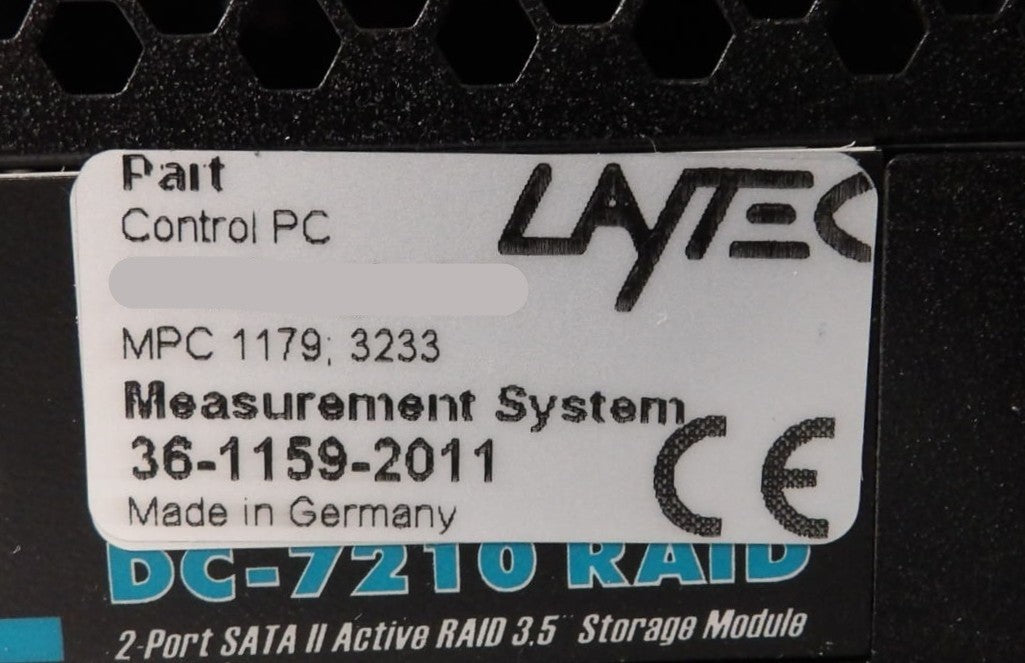 Part
LAYTEC
Control PC
MPC 1179; 3233
Measurement System
36-1159-2011
CE
Made in Germany
DC-7210 RAID
2-Port SATA II Active RAID 3.5" Storage Module